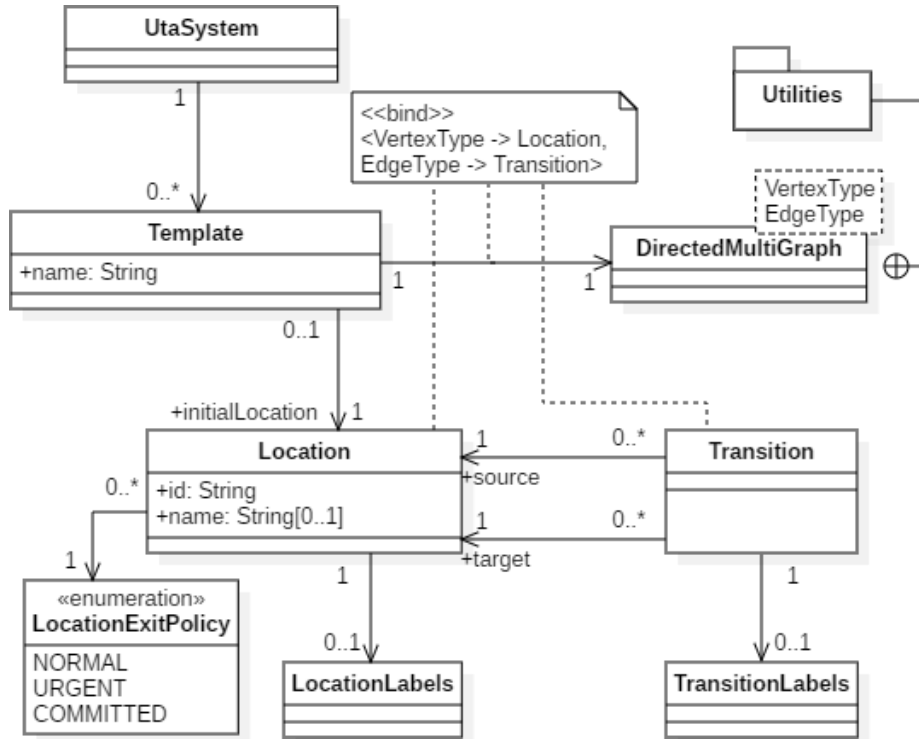 UtaSystem
1
0..*
<<bind>>
<VertexType -> Location,
EdgeType -> Transition>
Utilities
VertexType
EdgeType
Template
+name: String
1
1
DirectedMultiGraph
0..1
+initialLocation
1
Location
+id: String
+name: String[0..1]
1
0..*
+source
1
0..*
+target
Transition
0..*
1
«enumeration»
LocationExitPolicy
NORMAL
URGENT
COMMITTED
1
0..1
LocationLabels
1
0..1
TransitionLabels